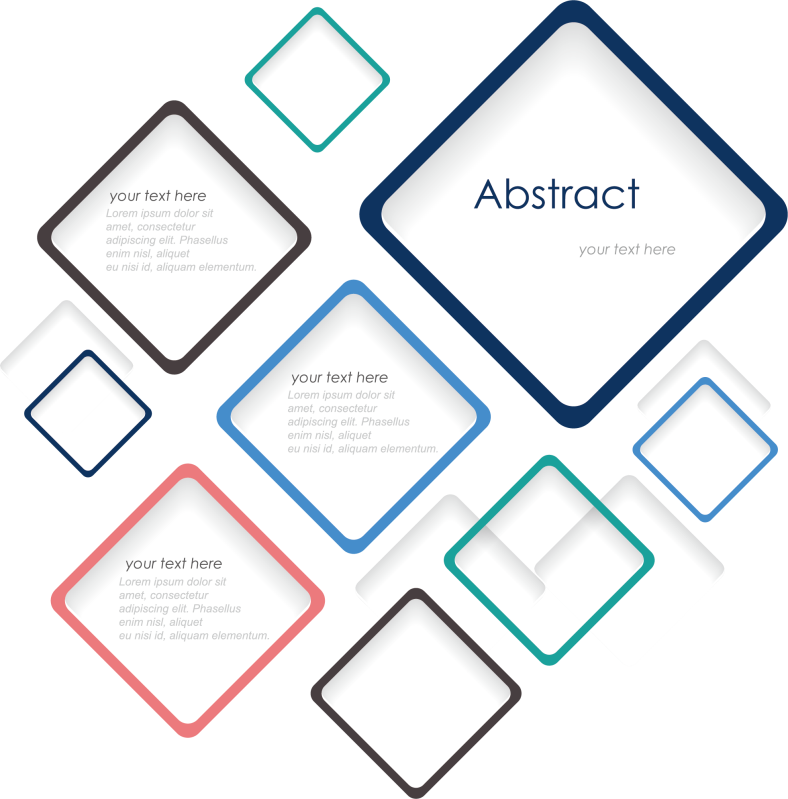 Abstract
your text here
your text here
Lorem ipsum dolor sit
amet, consectetur
adipiscing elit. Phasellus
enim nisl, aliquet
eu nisi id, aliquam elementum.
your text here
Lorem ipsum dolor sit
amet, consectetur
adipiscing elit. Phasellus
enim nisl, aliquet
eu nisi id, aliquam elementum.
your text here
Lorem ipsum dolor sit
amet, consectetur
adipiscing elit. Phasellus
enim nisl, aliquet
eu nisi id, aliquam elementum.